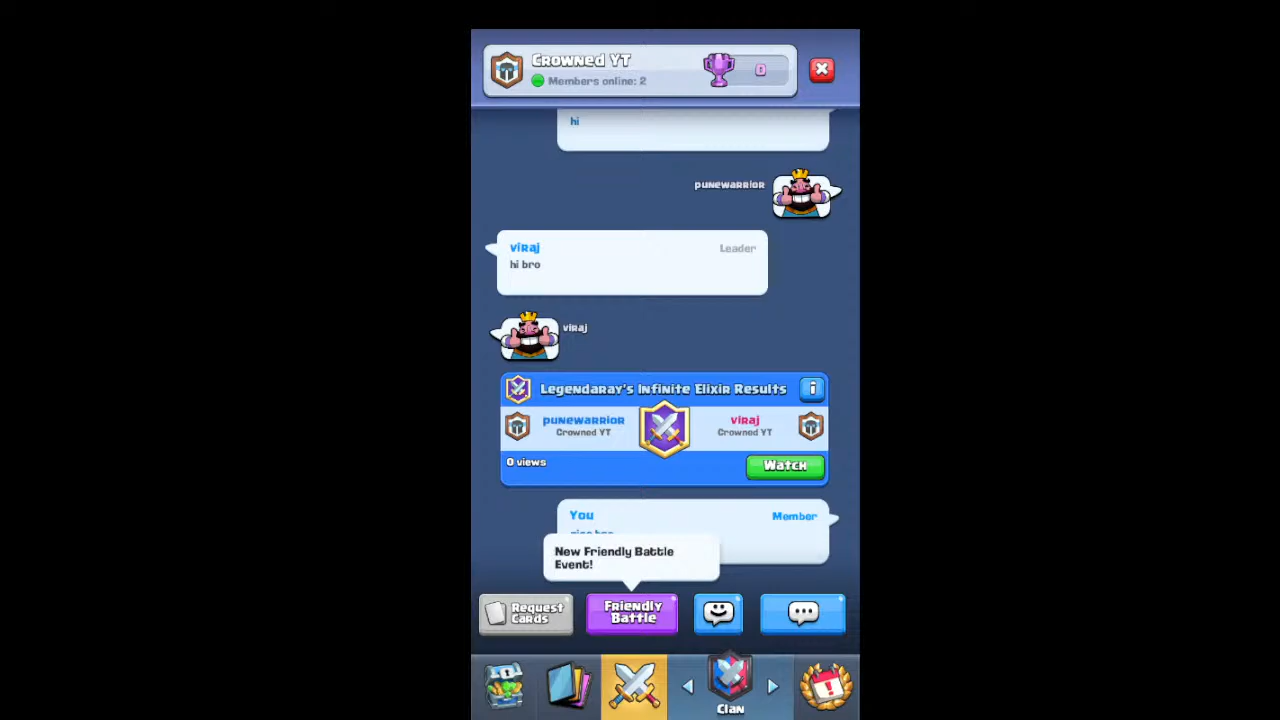 Crowned YT
Members online: 2
0
hi
punewarrior
viraj
Leader
hi bro
viraj
Legendaray's Infinite Elixir Results
i
punewarrior
Crowned YT
viraj
Crowned YT
0 views
Watch
You
Member
New Friendly Battle
Event!
Request
Cards
Friendly
Battle
Clan